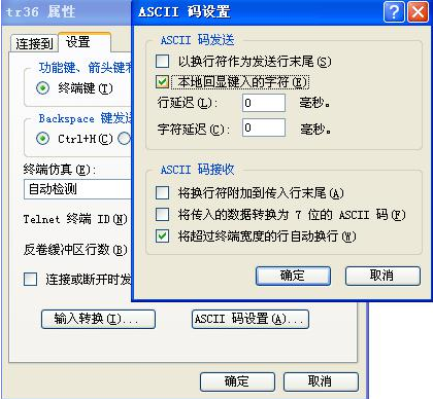 tr36 属性
连接到 设置
功能键、箭头键
终端键(T)
Backspace 键发
Ctrl+H(C)
终端仿真(E):
自动检测
Telnet 终端 ID(N)
反卷缓冲区行数(B)
连接或断开时发
输入转换(I)...
ASCII 码设置(A)...
确定 取消
ASCII 码设置
ASCII 码发送
以换行符作为发送行末尾(S)
本地回显键入的字符(E)
行延迟(L): 0 毫秒。
字符延迟(C): 0 毫秒。
ASCII 码接收
将换行符附加到传入行末尾(A)
将传入的数据转换为 7 位的 ASCII 码(F)
将超过终端宽度的行自动换行(W)
确定 取消